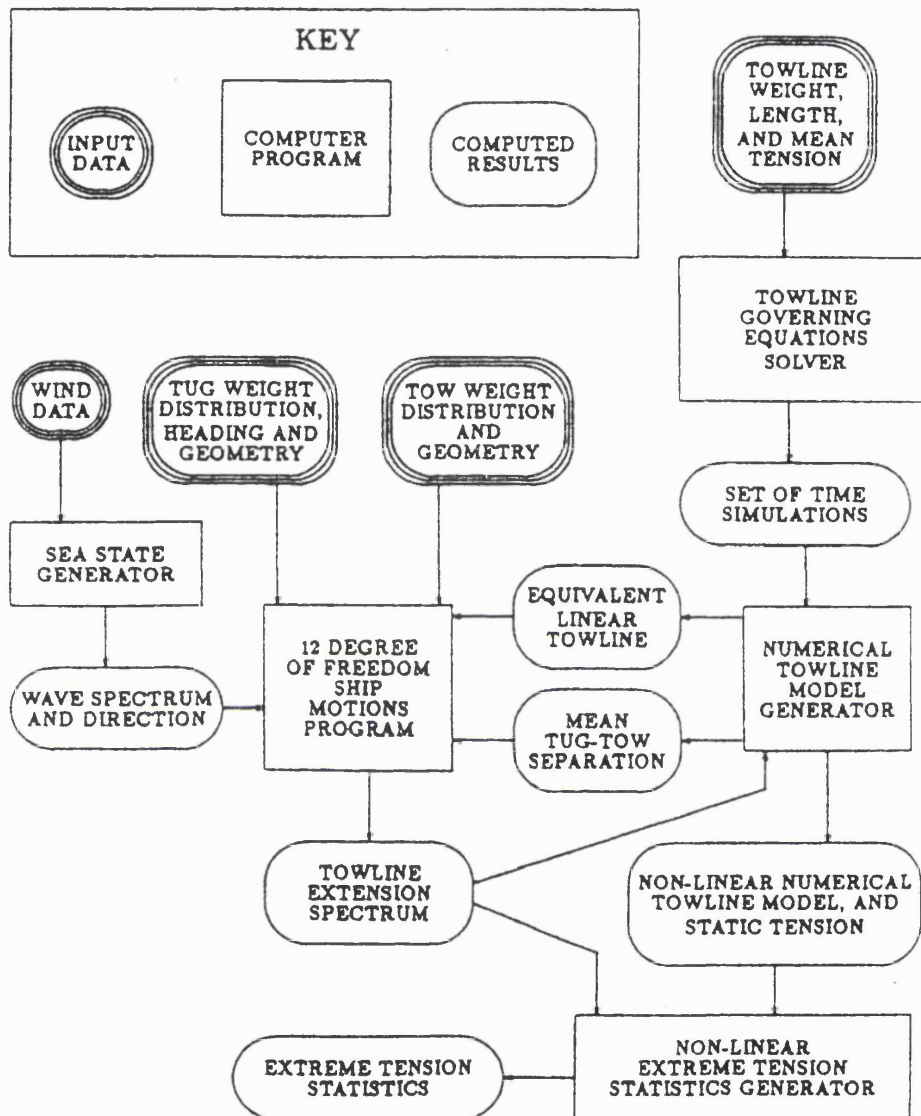 KEY
INPUT
DATA
COMPUTER
PROGRAM
COMPUTED
RESULTS
TOWLINE
WEIGHT,
LENGTH,
AND MEAN
TENSION
TOWLINE
GOVERNING
EQUATIONS
SOLVER
WIND
DATA
TUG WEIGHT
DISTRIBUTION,
HEADING AND
GEOMETRY
TOW WEIGHT
DISTRIBUTION
AND
GEOMETRY
SET OF TIME
SIMULATIONS
SEA STATE
GENERATOR
EQUIVALENT
LINEAR
TOWLINE
12 DEGREE
OF FREEDOM
SHIP
MOTIONS
PROGRAM
NUMERICAL
TOWLINE
MODEL
GENERATOR
WAVE SPECTRUM
AND DIRECTION
MEAN
TUG-TOW
SEPARATION
TOWLINE
EXTENSION
SPECTRUM
NON-LINEAR NUMERICAL
TOWLINE MODEL, AND
STATIC TENSION
EXTREME TENSION
STATISTICS
NON-LINEAR
EXTREME TENSION
STATISTICS GENERATOR